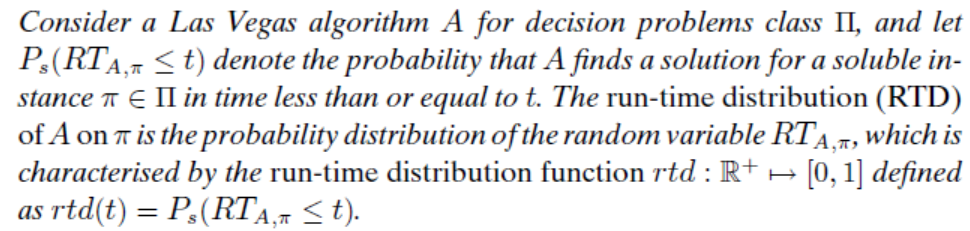 Consider a Las Vegas algorithm A for decision problems class Π, and let
Pₛ(RT_A,π ≤ t) denote the probability that A finds a solution for a soluble in-
stance π ∈ Π in time less than or equal to t. The run-time distribution (RTD)
of A on π is the probability distribution of the random variable RT_A,π, which is
characterised by the run-time distribution function rtd : ℝ⁺ ↦ [0, 1] defined
as rtd(t) = Pₛ(RT_A,π ≤ t).